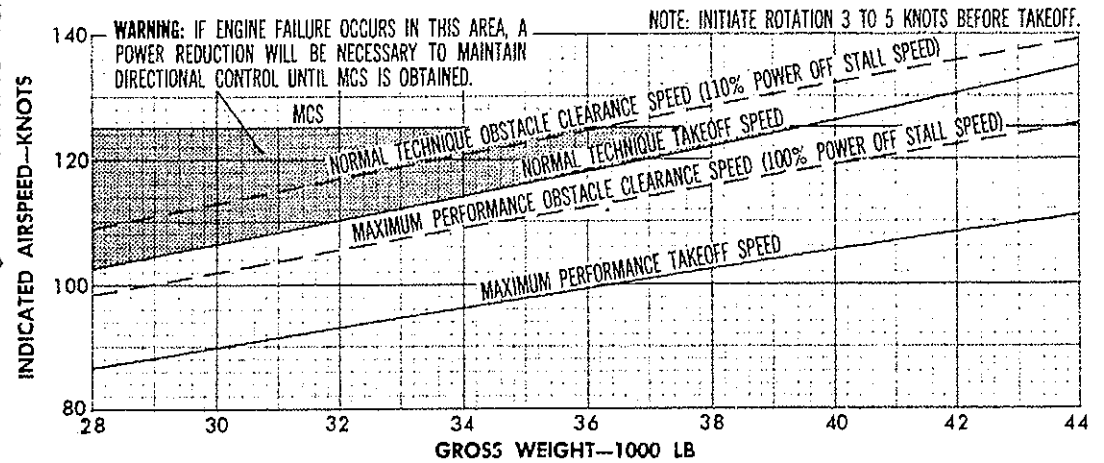 WARNING: IF ENGINE FAILURE OCCURS IN THIS AREA, A
POWER REDUCTION WILL BE NECESSARY TO MAINTAIN
DIRECTIONAL CONTROL UNTIL MCS IS OBTAINED.
NOTE: INITIATE ROTATION 3 TO 5 KNOTS BEFORE TAKEOFF.
MCS
NORMAL TECHNIQUE OBSTACLE CLEARANCE SPEED (110% POWER OFF STALL SPEED)
NORMAL TECHNIQUE TAKEOFF SPEED
MAXIMUM PERFORMANCE OBSTACLE CLEARANCE SPEED (100% POWER OFF STALL SPEED)
MAXIMUM PERFORMANCE TAKEOFF SPEED
INDICATED AIRSPEED—KNOTS
140
120
100
80
28 30 32 34 36 38 40 42 44
GROSS WEIGHT—1000 LB